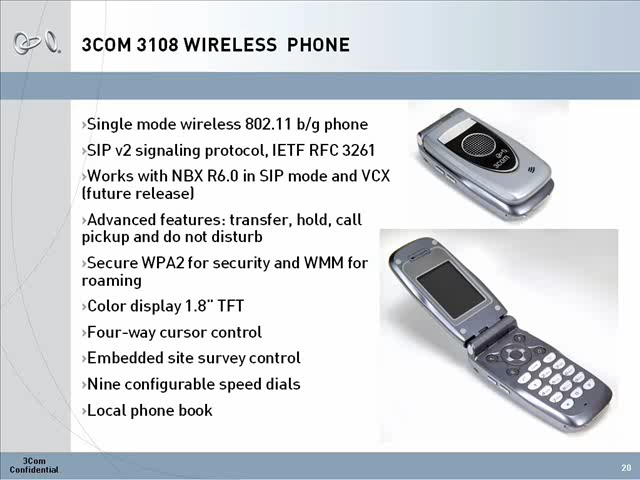 3COM 3108 WIRELESS PHONE
›Single mode wireless 802.11 b/g phone
›SIP v2 signaling protocol, IETF RFC 3261
›Works with NBX R6.0 in SIP mode and VCX
(future release)
›Advanced features: transfer, hold, call
pickup and do not disturb
›Secure WPA2 for security and WMM for
roaming
›Color display 1.8" TFT
›Four-way cursor control
›Embedded site survey control
›Nine configurable speed dials
›Local phone book
3com
3Com
Confidential
20